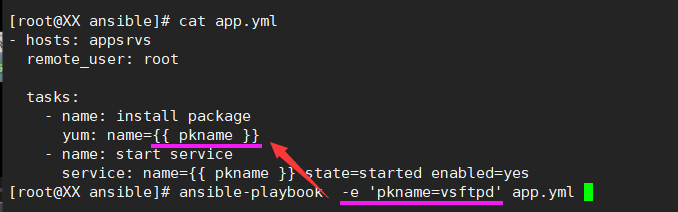 [root@XX ansible]# cat app.yml
- hosts: appsrvs
  remote_user: root

  tasks:
    - name: install package
      yum: name={{ pkname }}
    - name: start service
      service: name={{ pkname }} state=started enabled=yes
[root@XX ansible]# ansible-playbook  -e 'pkname=vsftpd' app.yml